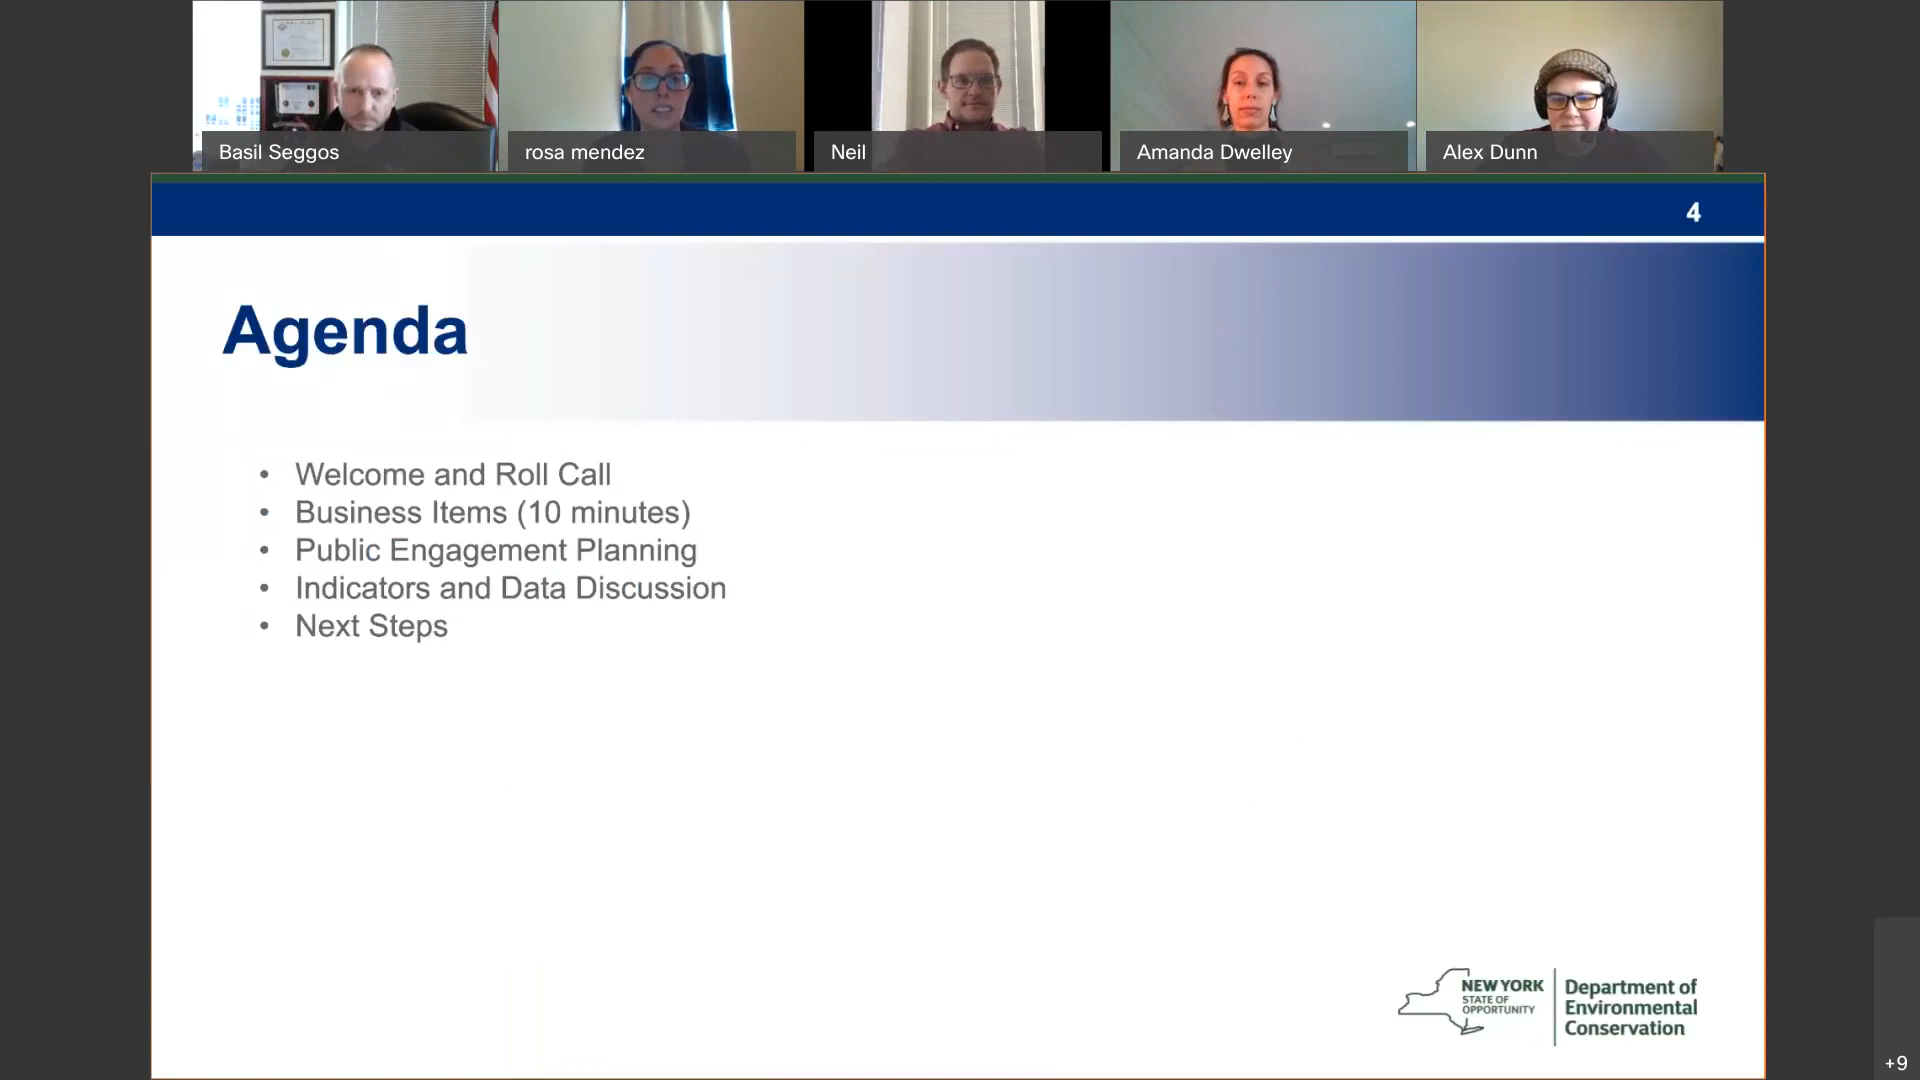 Basil Seggos
rosa mendez
Neil
Amanda Dwelley
Alex Dunn
4
Agenda
• Welcome and Roll Call
• Business Items (10 minutes)
• Public Engagement Planning
• Indicators and Data Discussion
• Next Steps
NEW YORK
STATE OF
OPPORTUNITY
Department of
Environmental
Conservation
+9